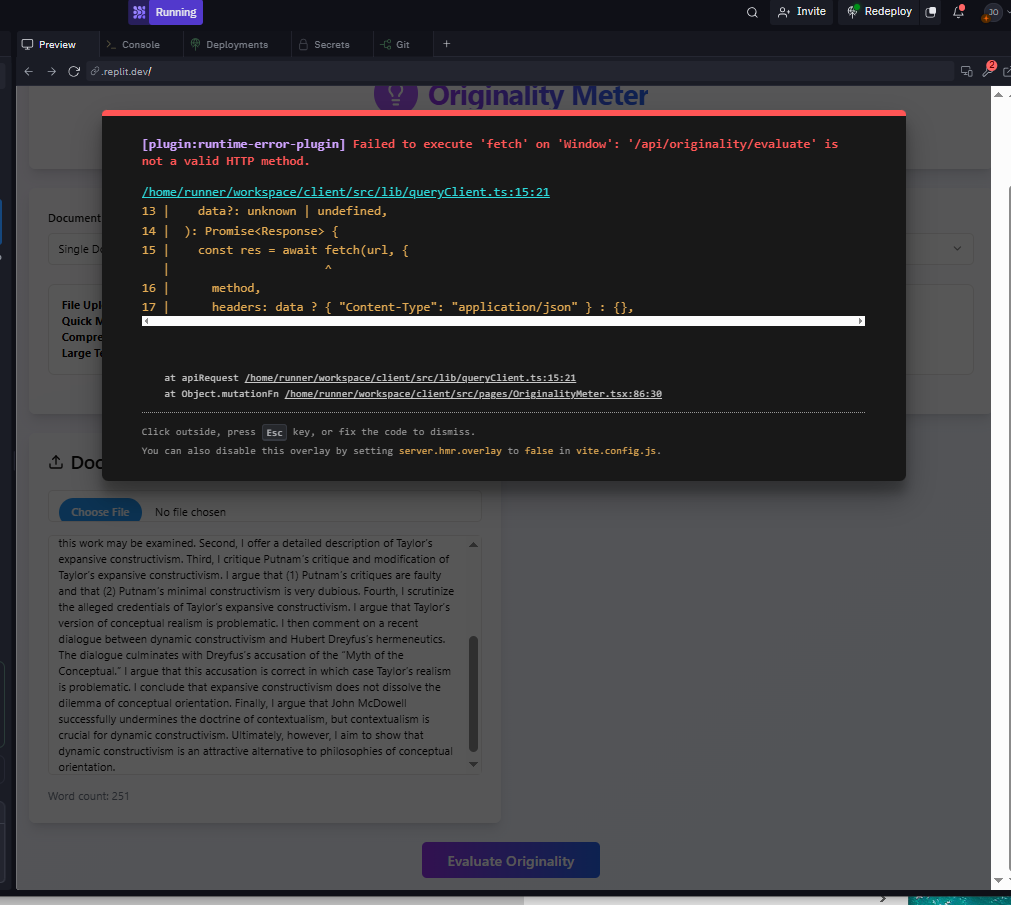 Running
Invite
Redeploy
JO
Preview
Console
Deployments
Secrets
Git
+
.replit.dev/
2
Originality Meter
[plugin:runtime-error-plugin] Failed to execute 'fetch' on 'Window': '/api/originality/evaluate' is
not a valid HTTP method.
/home/runner/workspace/client/src/lib/queryClient.ts:15:21
13 |    data?: unknown | undefined,
14 |  ): Promise<Response> {
15 |    const res = await fetch(url, {
   |                      ^
16 |      method,
17 |      headers: data ? { "Content-Type": "application/json" } : {},
at apiRequest /home/runner/workspace/client/src/lib/queryClient.ts:15:21
at Object.mutationFn /home/runner/workspace/client/src/pages/OriginalityMeter.tsx:86:30
Click outside, press Esc key, or fix the code to dismiss.
You can also disable this overlay by setting server.hmr.overlay to false in vite.config.js.
Document
Single Do
File Upl
Quick M
Compre
Large Te
Doc
Choose File No file chosen
this work may be examined. Second, I offer a detailed description of Taylor's
expansive constructivism. Third, I critique Putnam's critique and modification of
Taylor's expansive constructivism. I argue that (1) Putnam's critiques are faulty
and that (2) Putnam's minimal constructivism is very dubious. Fourth, I scrutinize
the alleged credentials of Taylor's expansive constructivism. I argue that Taylor's
version of conceptual realism is problematic. I then comment on a recent
dialogue between dynamic constructivism and Hubert Dreyfus's hermeneutics.
The dialogue culminates with Dreyfus's accusation of the "Myth of the
Conceptual." I argue that this accusation is correct in which case Taylor's realism
is problematic. I conclude that expansive constructivism does not dissolve the
dilemma of conceptual orientation. Finally, I argue that John McDowell
successfully undermines the doctrine of contextualism, but contextualism is
crucial for dynamic constructivism. Ultimately, however, I aim to show that
dynamic constructivism is an attractive alternative to philosophies of conceptual
orientation.
Word count: 251
Evaluate Originality